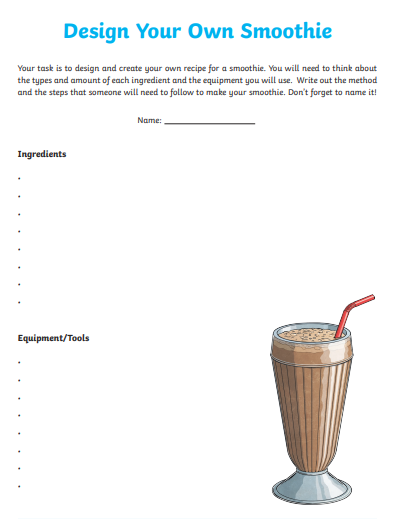 Design Your Own Smoothie
Your task is to design and create your own recipe for a smoothie. You will need to think about
the types and amount of each ingredient and the equipment you will use. Write out the method
and the steps that someone will need to follow to make your smoothie. Don't forget to name it!
Name: ____________________
Ingredients
•
•
•
•
•
•
•
•
Equipment/Tools
•
•
•
•
•
•
•
•